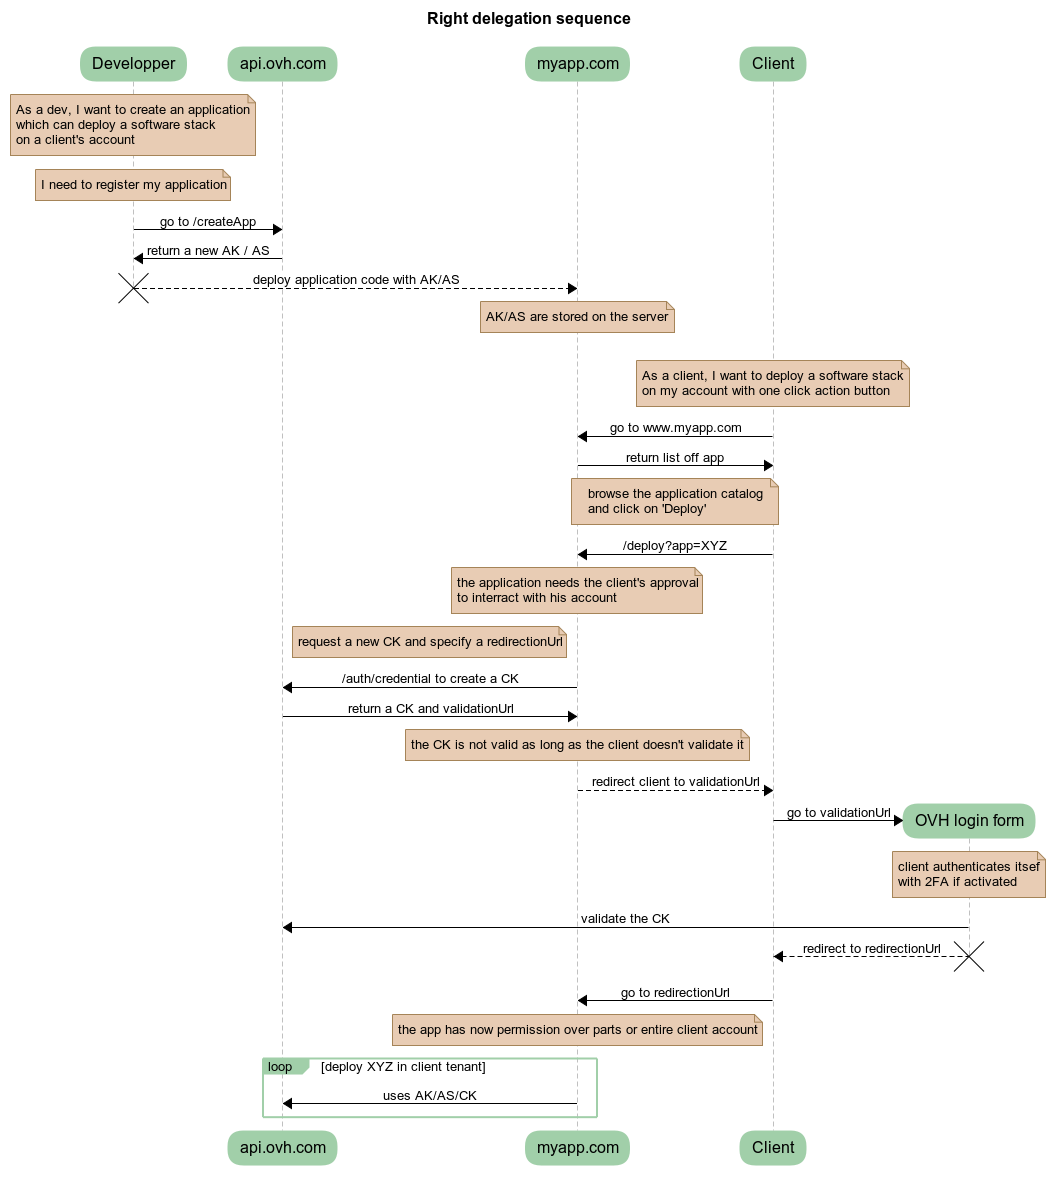 Right delegation sequence
Developper
api.ovh.com
myapp.com
Client
As a dev, I want to create an application
which can deploy a software stack
on a client's account
I need to register my application
go to /createApp
return a new AK / AS
deploy application code with AK/AS
AK/AS are stored on the server
As a client, I want to deploy a software stack
on my account with one click action button
go to www.myapp.com
return list off app
browse the application catalog
and click on 'Deploy'
/deploy?app=XYZ
the application needs the client's approval
to interract with his account
request a new CK and specify a redirectionUrl
/auth/credential to create a CK
return a CK and validationUrl
the CK is not valid as long as the client doesn't validate it
redirect client to validationUrl
go to validationUrl
OVH login form
client authenticates itsef
with 2FA if activated
validate the CK
redirect to redirectionUrl
go to redirectionUrl
the app has now permission over parts or entire client account
loop
[deploy XYZ in client tenant]
uses AK/AS/CK
api.ovh.com
myapp.com
Client